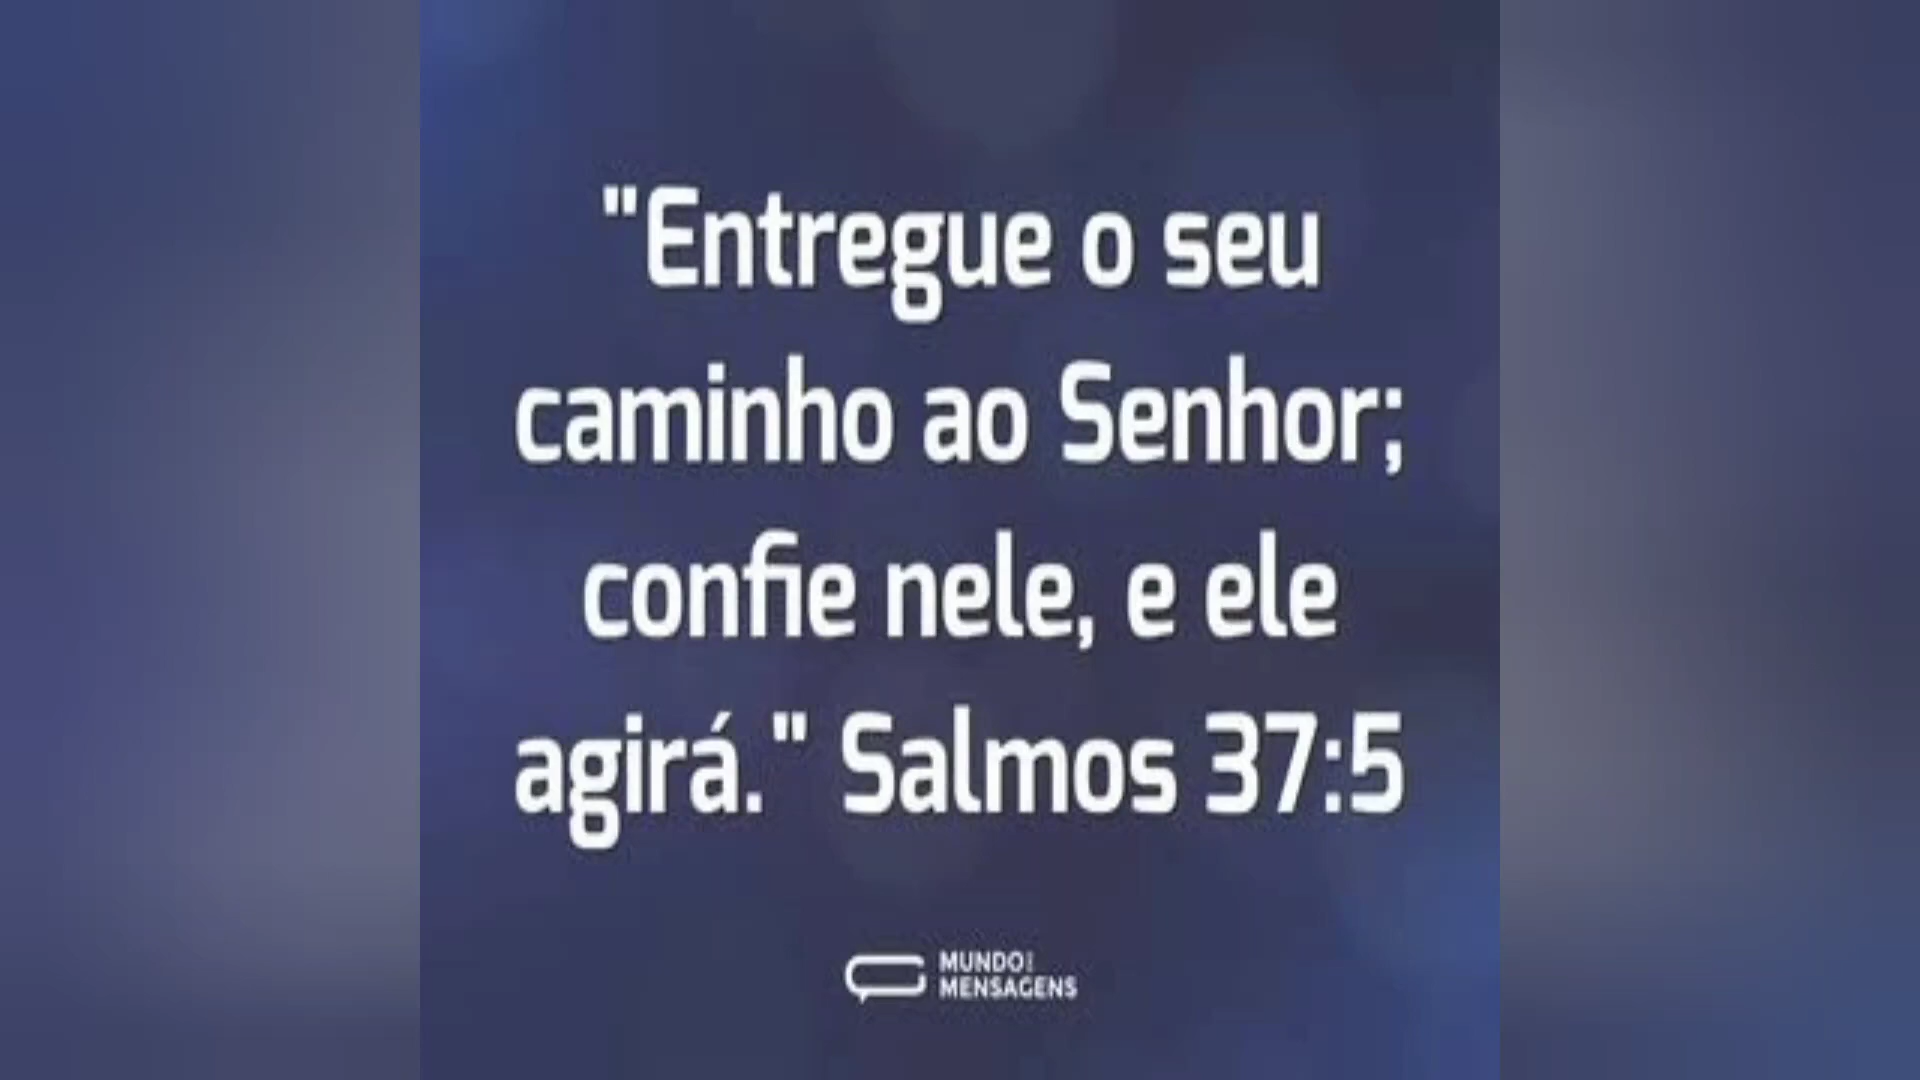 "Entregue o seu
caminho ao Senhor;
confie nele, e ele
agirá." Salmos 37:5
MUNDO
MENSAGENS